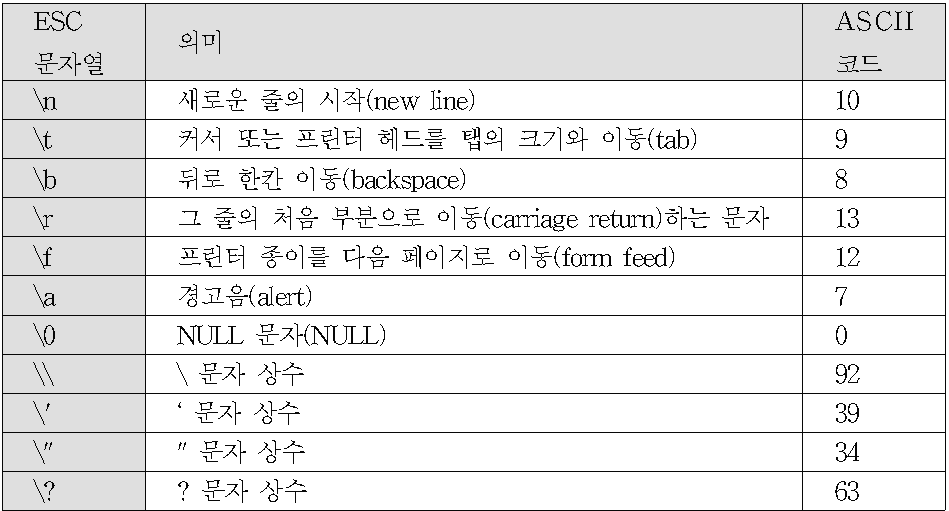 ESC 문자열 의미 ASCII 코드
\n 새로운 줄의 시작(new line) 10
\t 커서 또는 프린터 헤드를 탭의 크기와 이동(tab) 9
\b 뒤로 한칸 이동(backspace) 8
\r 그 줄의 처음 부분으로 이동(carriage return)하는 문자 13
\f 프린터 종이를 다음 페이지로 이동(form feed) 12
\a 경고음(alert) 7
\0 NULL 문자(NULL) 0
\\ \ 문자 상수 92
\′ ‘ 문자 상수 39
\″ ″ 문자 상수 34
\? ? 문자 상수 63